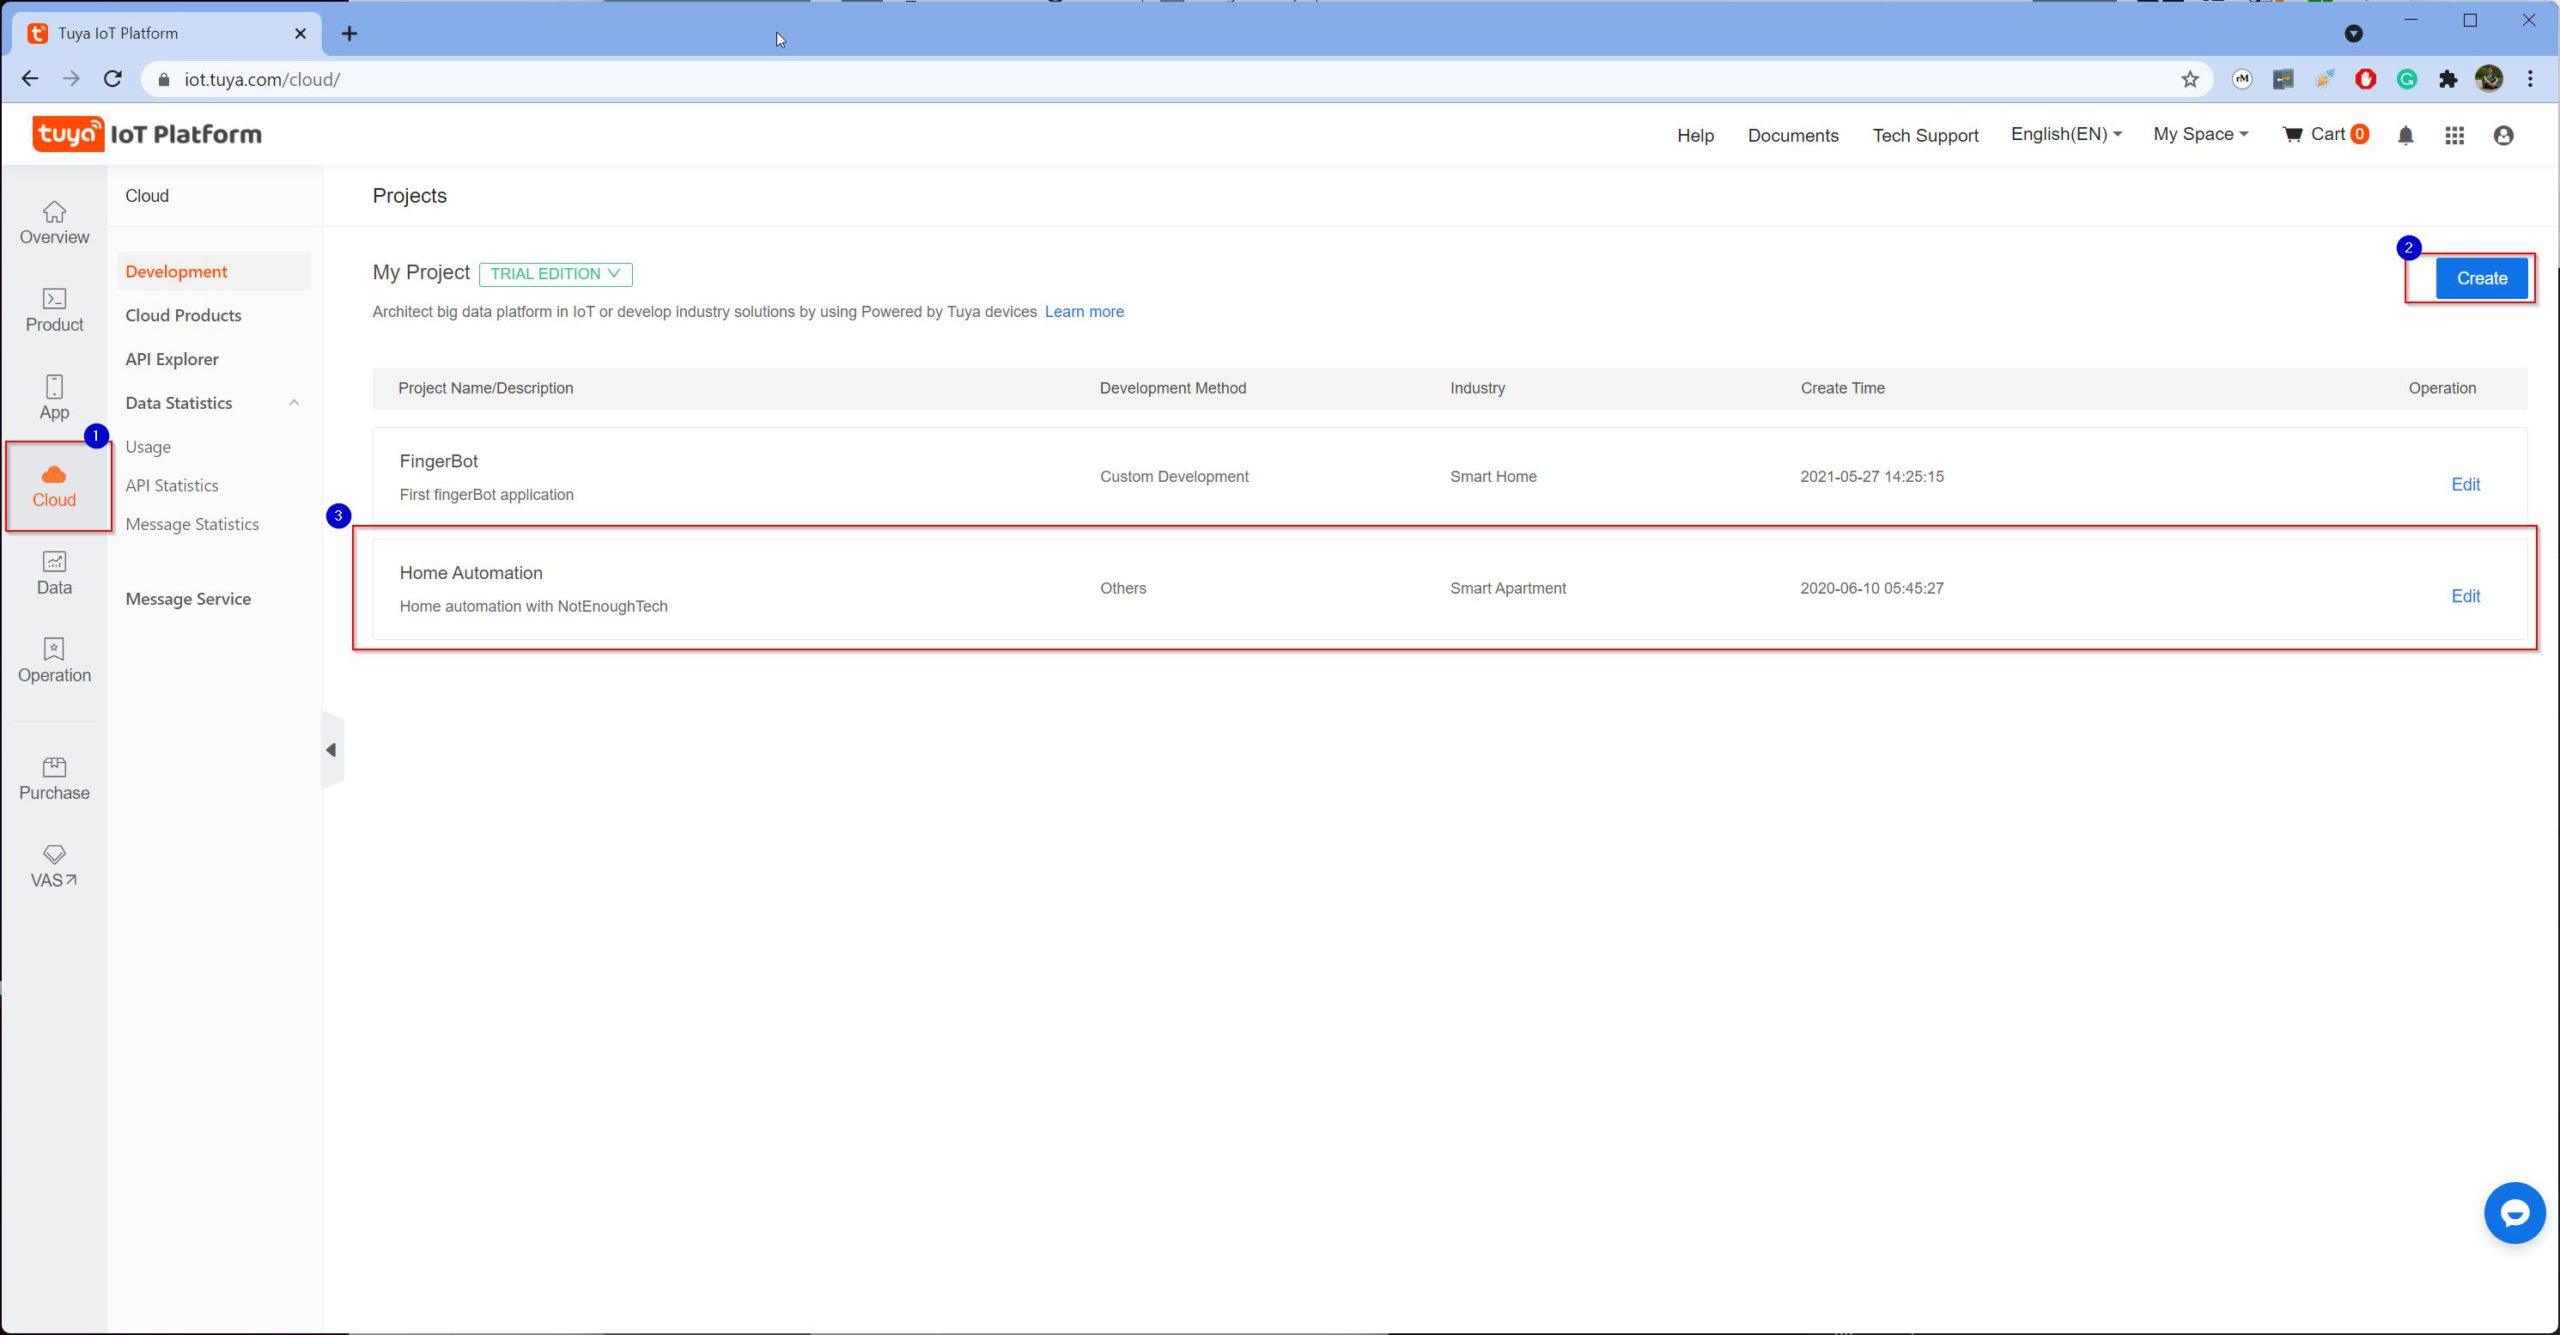 Tuya IoT Platform
iot.tuya.com/cloud/
tuya IoT Platform
Help Documents Tech Support English(EN) My Space Cart 0
Cloud
Projects
Overview
Product
App
1
Cloud
Data
Operation
Purchase
VAS
Development
Cloud Products
API Explorer
Data Statistics
Usage
API Statistics
Message Statistics
Message Service
My Project TRIAL EDITION
2
Create
Architect big data platform in IoT or develop industry solutions by using Powered by Tuya devices Learn more
Project Name/Description Development Method Industry Create Time Operation
FingerBot
First fingerBot application
Custom Development Smart Home 2021-05-27 14:25:15 Edit
3
Home Automation
Home automation with NotEnoughTech
Others Smart Apartment 2020-06-10 05:45:27 Edit